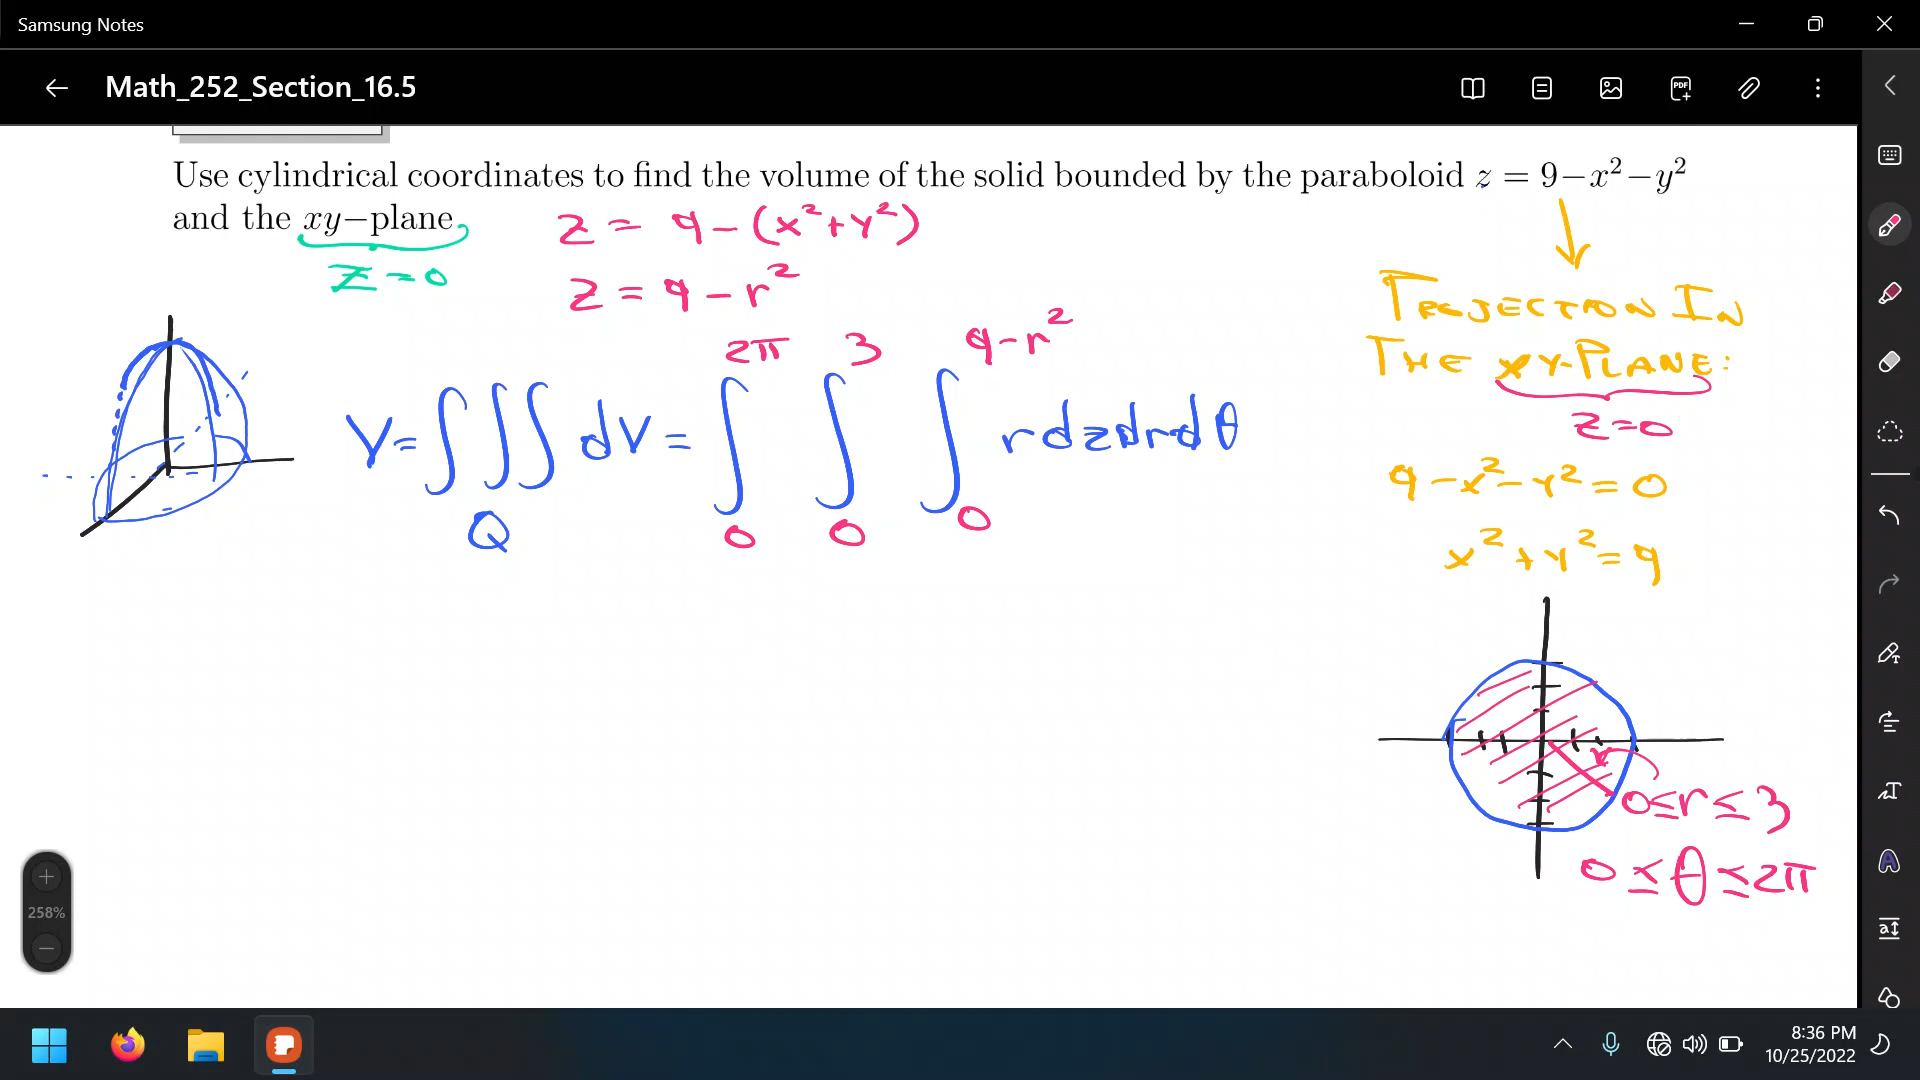 Samsung Notes
Math_252_Section_16.5
Use cylindrical coordinates to find the volume of the solid bounded by the paraboloid z = 9−x²−y²
and the xy−plane.
z = 9 − (x²+y²)
z = 0
z = 9 − r²
PROJECTION IN
THE XY-PLANE:
z=0
V = ∭_Q dV = ∫_0^{2π} ∫_0^3 ∫_0^{9−r²} r dz dr dθ
9 − x² − y² = 0
x² + y² = 9
r
0 ≤ r ≤ 3
0 ≤ θ ≤ 2π
258%
8:36 PM
10/25/2022